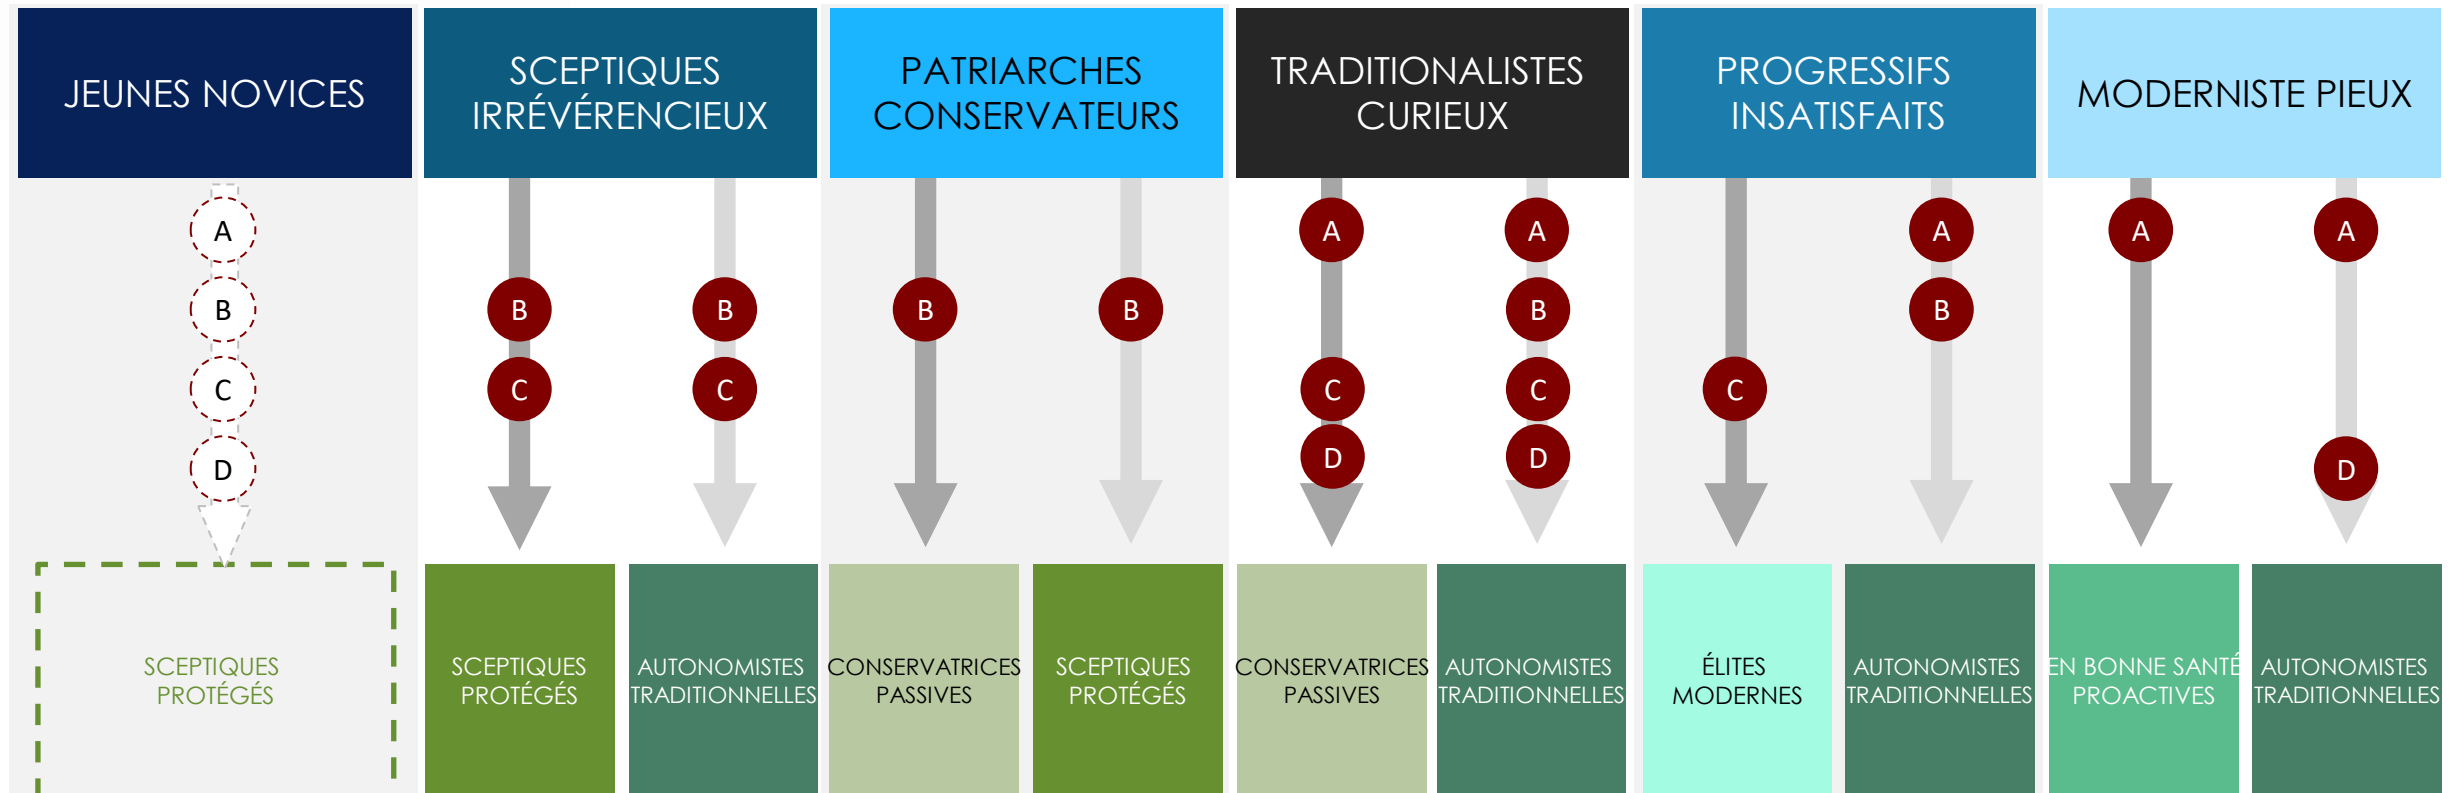 JEUNES NOVICES
SCEPTIQUES
IRRÉVÉRENCIEUX
PATRIARCHES
CONSERVATEURS
TRADITIONALISTES
CURIEUX
PROGRESSIFS
INSATISFAITS
MODERNISTE PIEUX
A
B
C
D
B
C
B
C
B
B
A
C
D
A
B
C
D
C
A
B
A
A
D
SCEPTIQUES
PROTÉGÉS
SCEPTIQUES
PROTÉGÉS
AUTONOMISTES
TRADITIONNELLES
CONSERVATRICES
PASSIVES
SCEPTIQUES
PROTÉGÉS
CONSERVATRICES
PASSIVES
AUTONOMISTES
TRADITIONNELLES
ÉLITES
MODERNES
AUTONOMISTES
TRADITIONNELLES
EN BONNE SANTÉ
PROACTIVES
AUTONOMISTES
TRADITIONNELLES